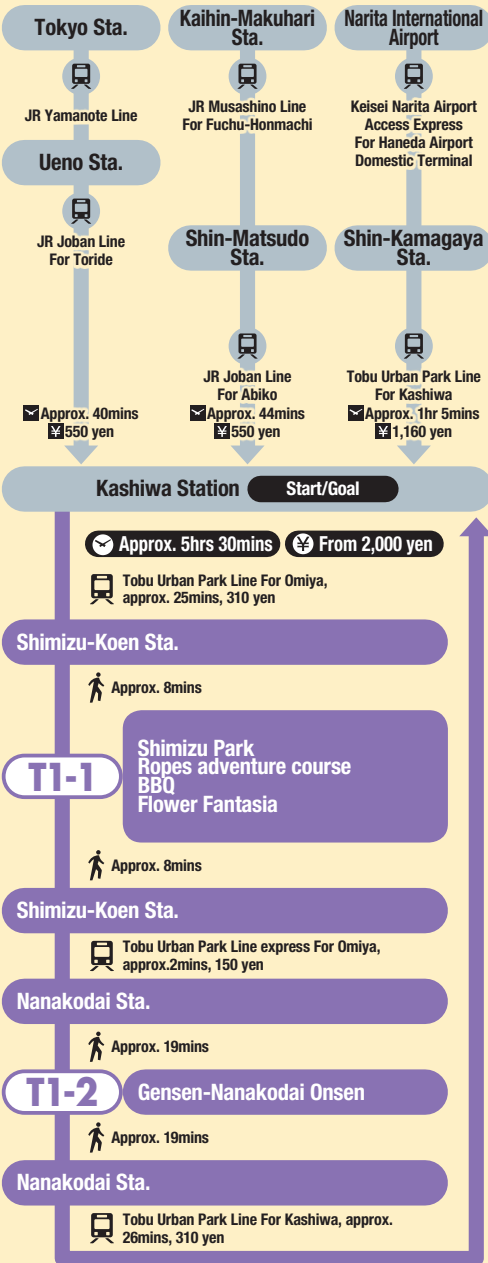 Tokyo Sta.
JR Yamanote Line
Ueno Sta.
JR Joban Line
For Toride
Approx. 40mins
¥550 yen
Kaihin-Makuhari
Sta.
JR Musashino Line
For Fuchu-Honmachi
Shin-Matsudo
Sta.
JR Joban Line
For Abiko
Approx. 44mins
¥550 yen
Narita International
Airport
Keisei Narita Airport
Access Express
For Haneda Airport
Domestic Terminal
Shin-Kamagaya
Sta.
Tobu Urban Park Line
For Kashiwa
Approx. 1hr 5mins
¥1,160 yen
Kashiwa Station Start/Goal
Approx. 5hrs 30mins ¥ From 2,000 yen
Tobu Urban Park Line For Omiya,
approx. 25mins, 310 yen
Shimizu-Koen Sta.
Approx. 8mins
T1-1
Shimizu Park
Ropes adventure course
BBQ
Flower Fantasia
Approx. 8mins
Shimizu-Koen Sta.
Tobu Urban Park Line express For Omiya,
approx.2mins, 150 yen
Nanakodai Sta.
Approx. 19mins
T1-2 Gensen-Nanakodai Onsen
Approx. 19mins
Nanakodai Sta.
Tobu Urban Park Line For Kashiwa, approx.
26mins, 310 yen